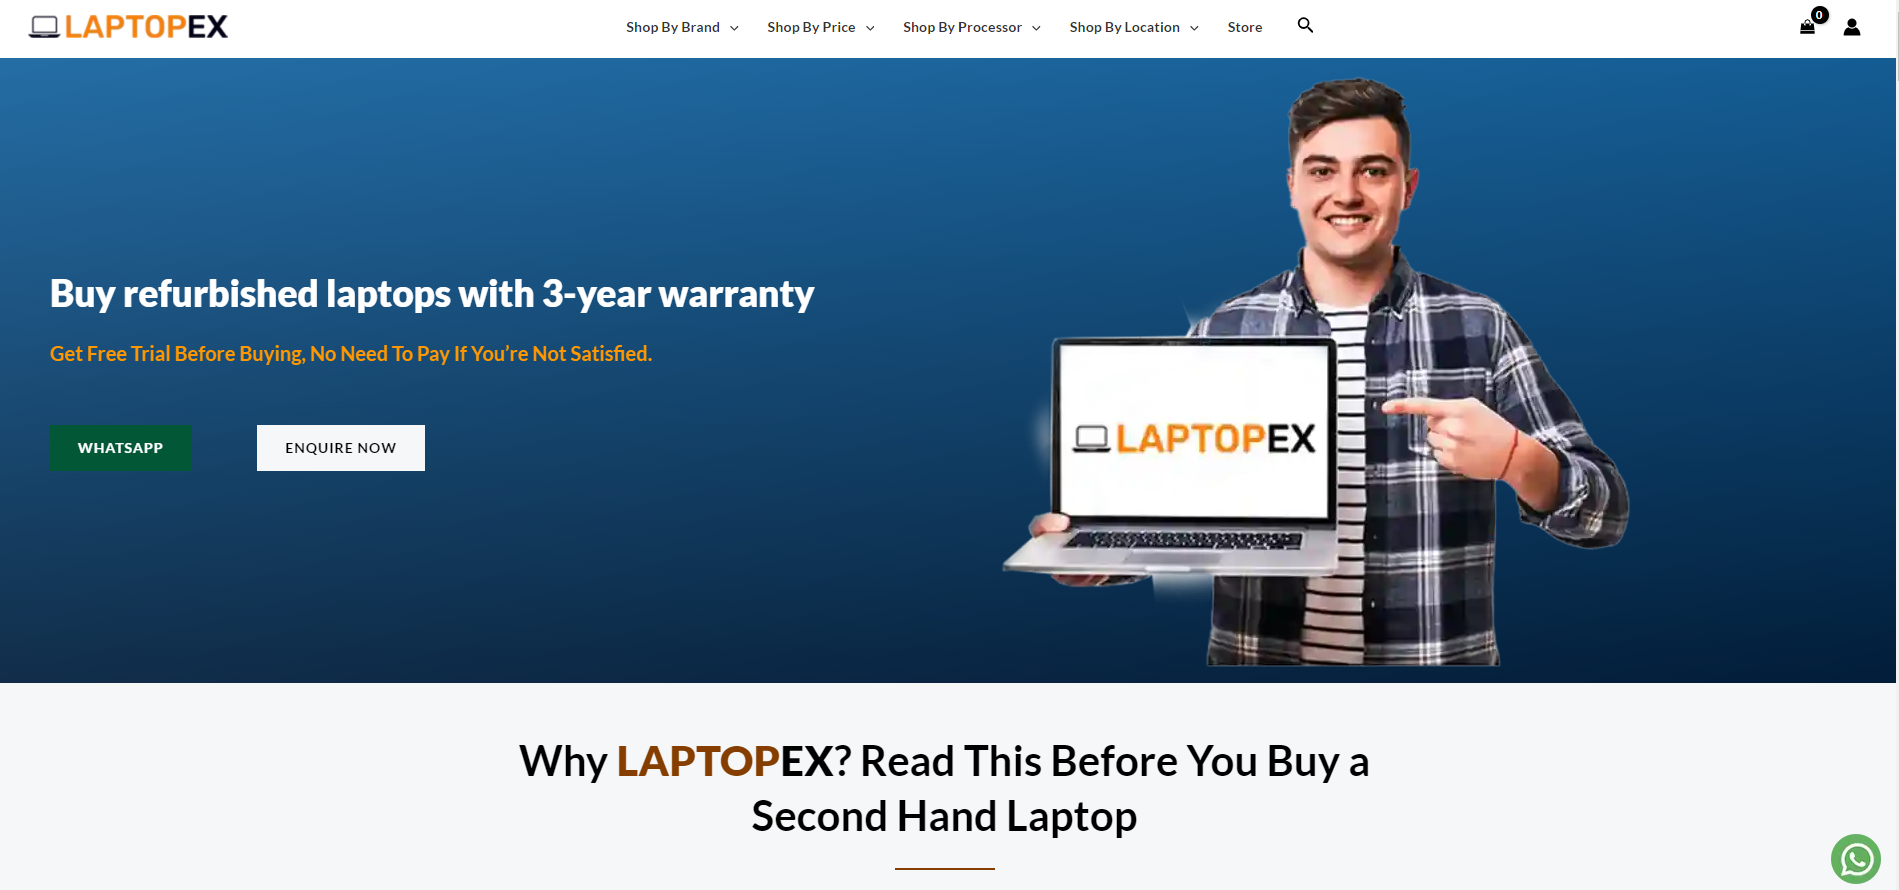 LAPTOPEX
Shop By Brand
Shop By Price
Shop By Processor
Shop By Location
Store
0
Buy refurbished laptops with 3-year warranty
Get Free Trial Before Buying, No Need To Pay If You’re Not Satisfied.
WHATSAPP
ENQUIRE NOW
LAPTOPEX
Why LAPTOPEX? Read This Before You Buy a
Second Hand Laptop